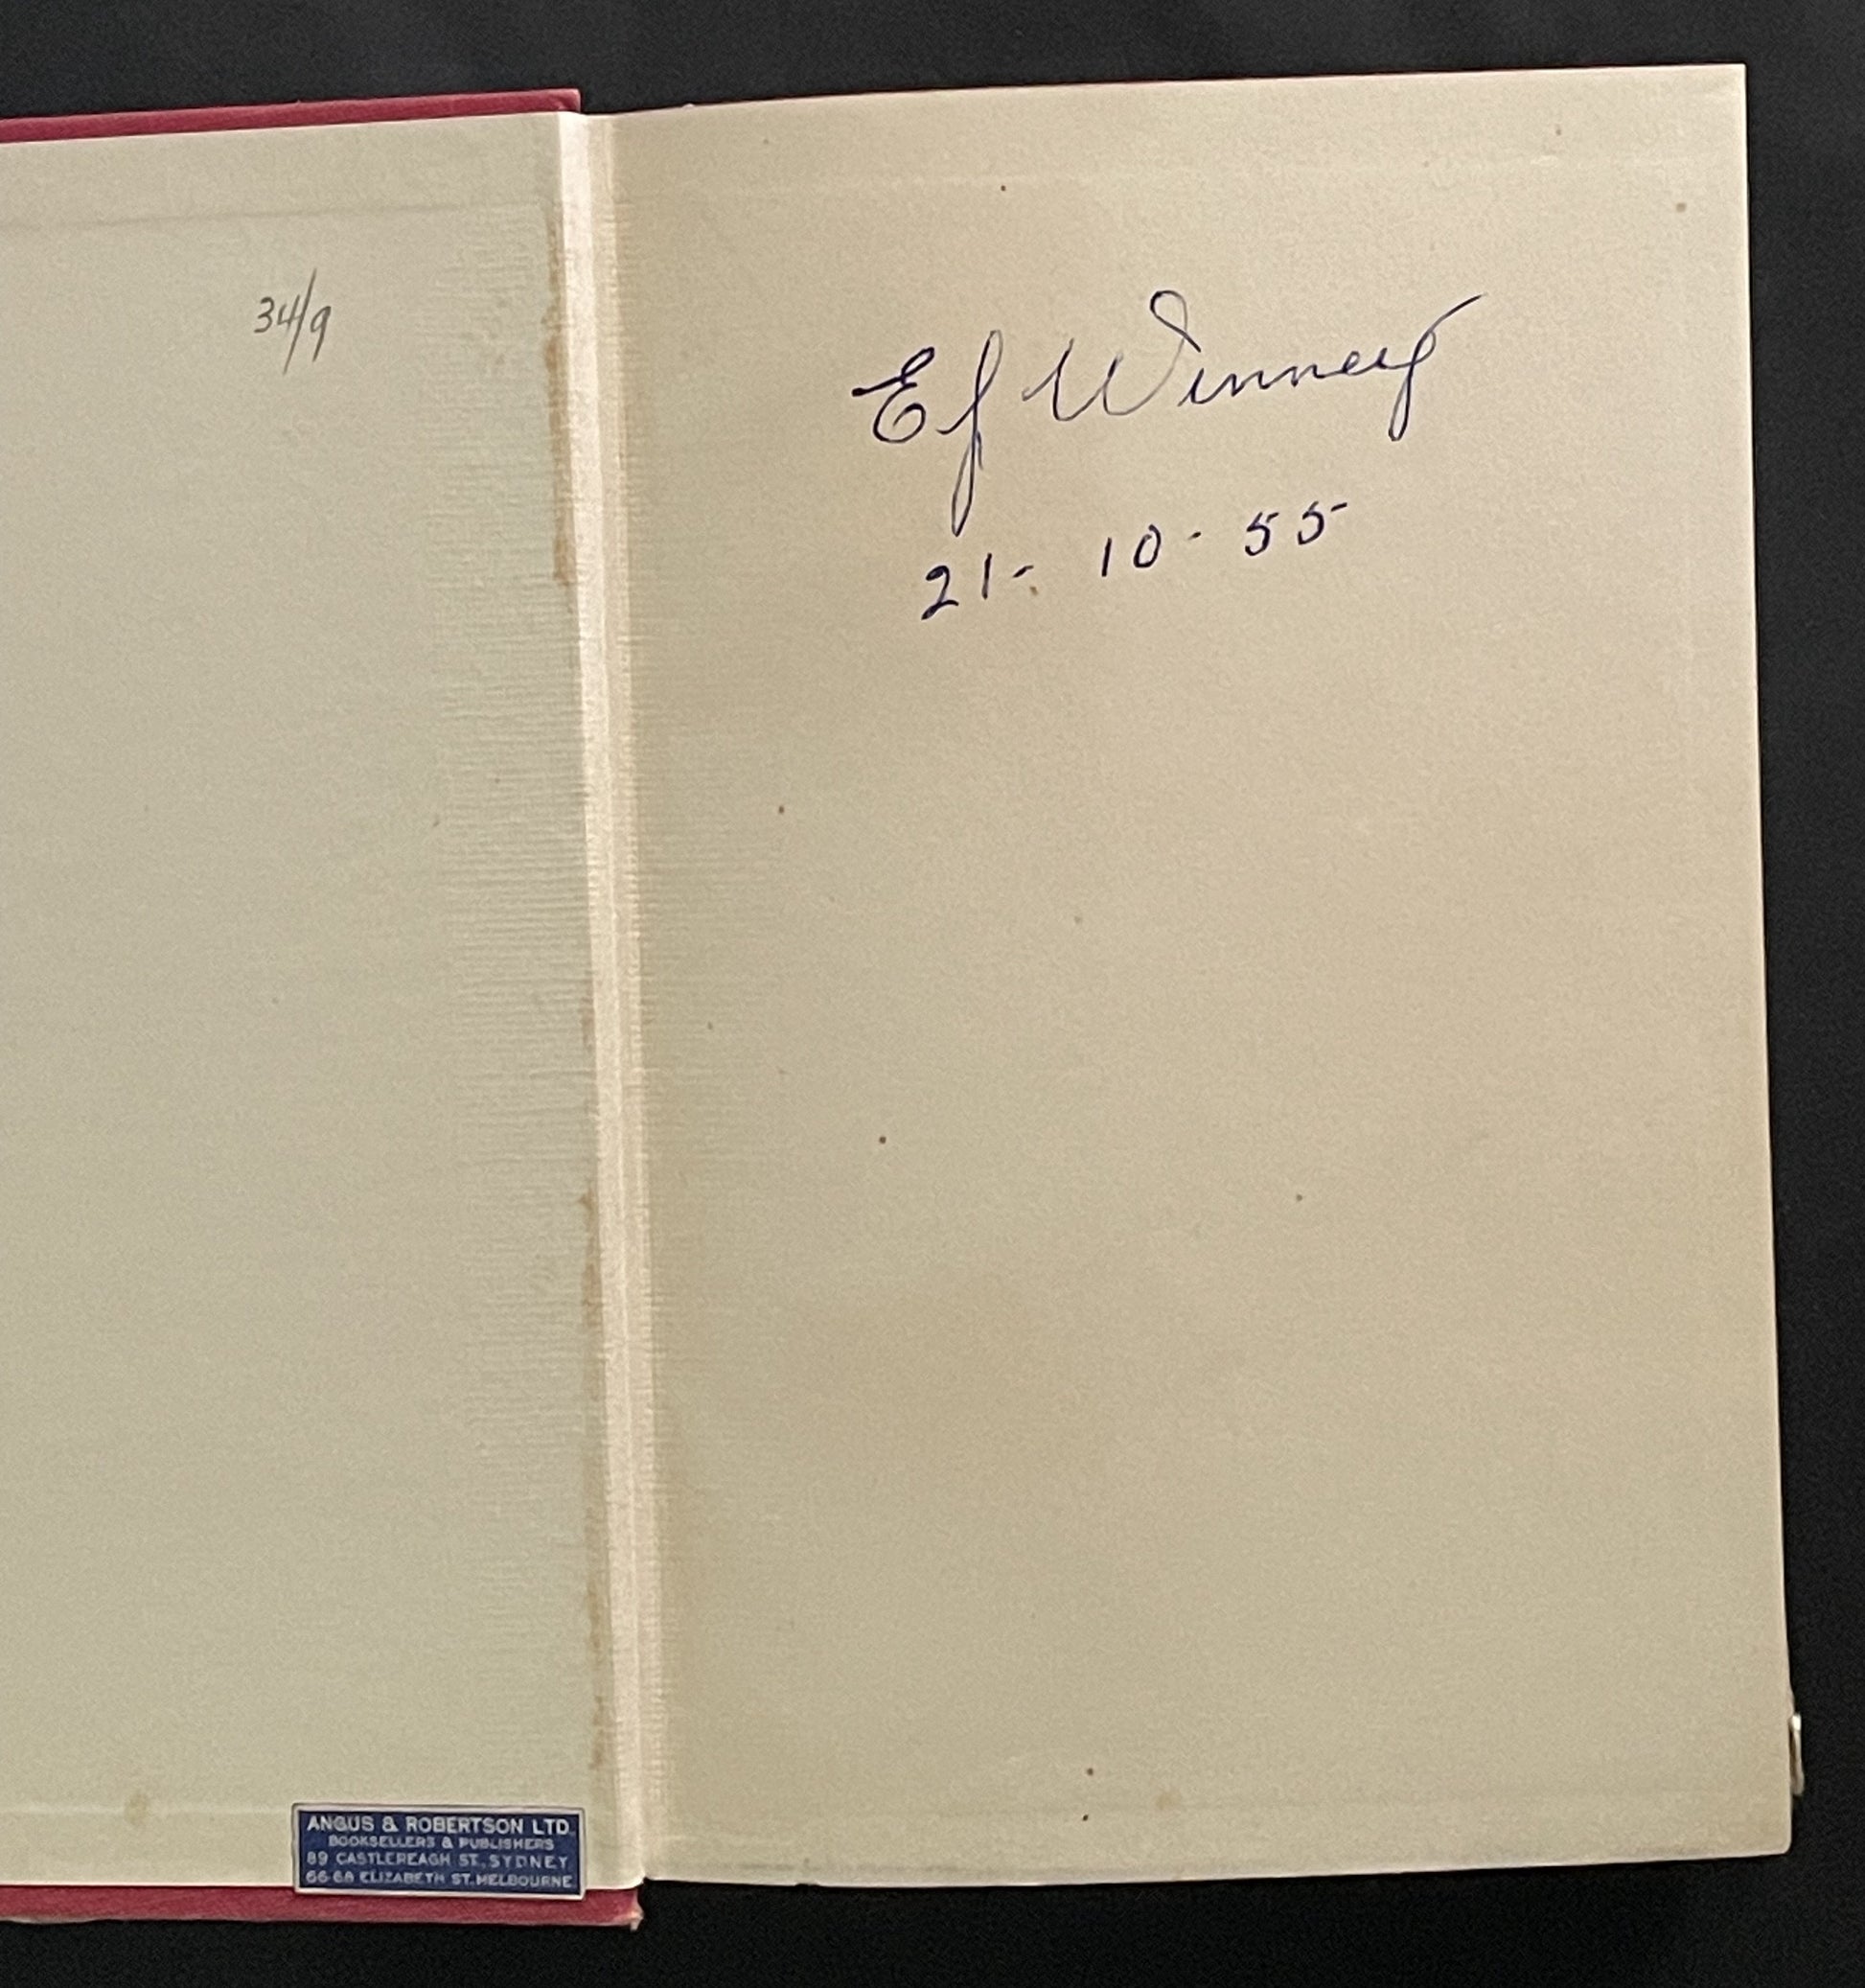 34/9
EJ Winney
21- 10- 55
ANGUS & ROBERTSON LTD
BOOKSELLERS & PUBLISHERS
89 CASTLEREAGH ST. SYDNEY
66-68 ELIZABETH ST. MELBOURNE